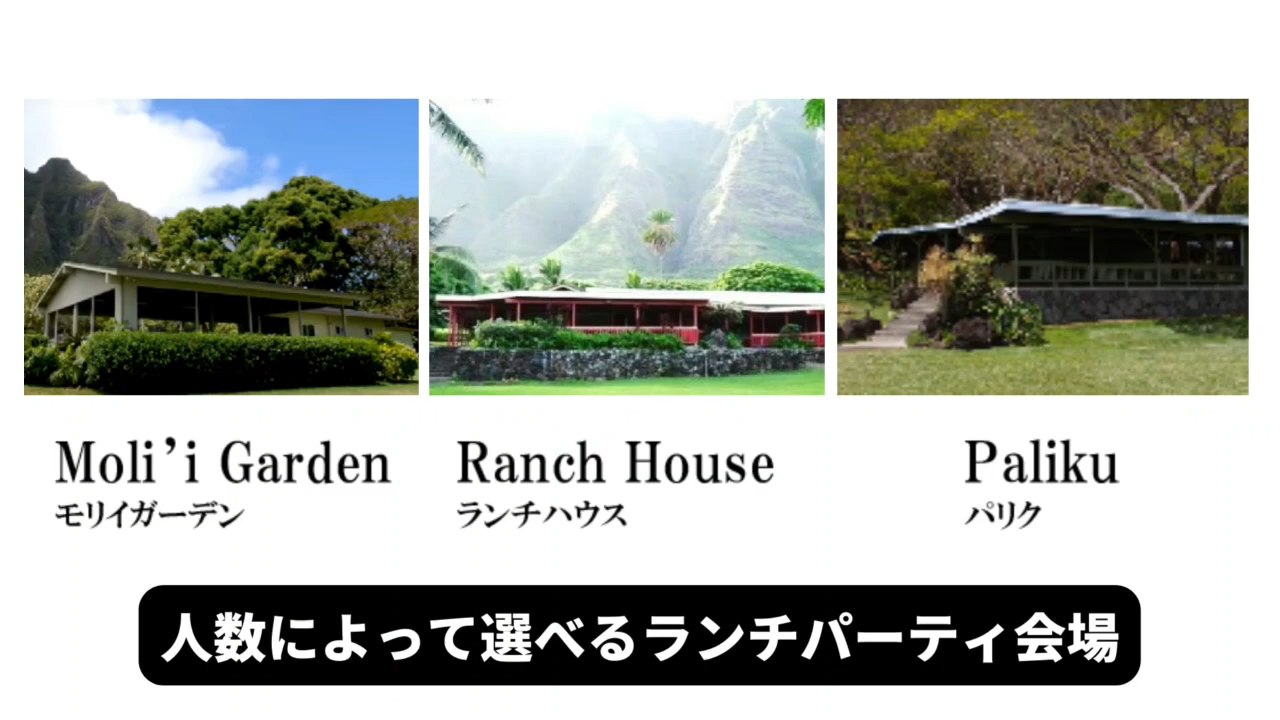 Moli’i Garden
モリイガーデン
Ranch House
ランチハウス
Paliku
パリク
人数によって選べるランチパーティ会場